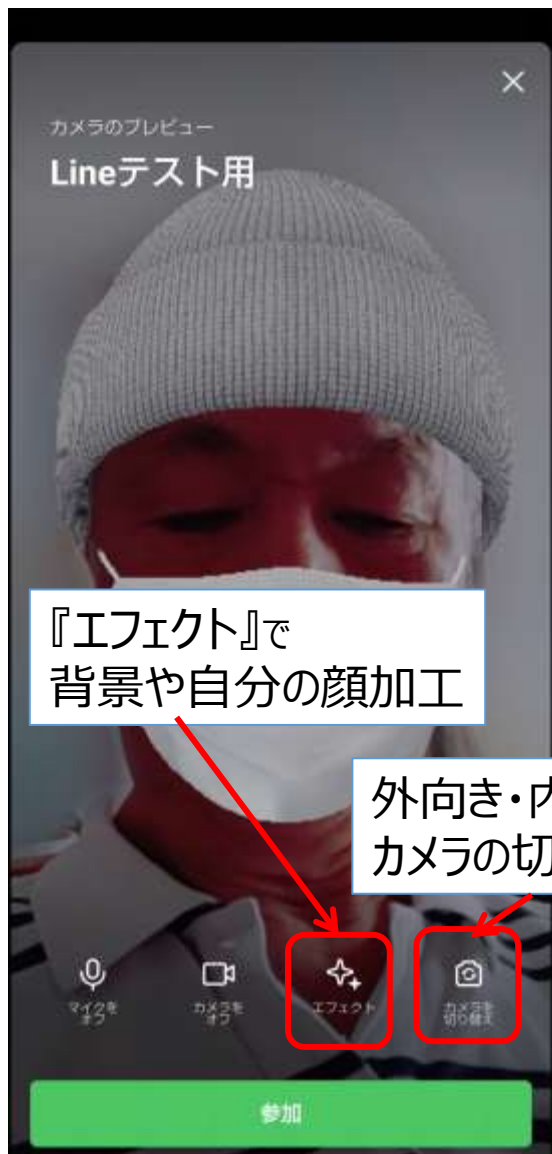 カメラのプレビュー
Lineテスト用
『エフェクト』で
背景や自分の顔加工
外向き・内
カメラの切
マイクを
オフ
カメラを
オフ
エフェクト
カメラを
切り替え
参加